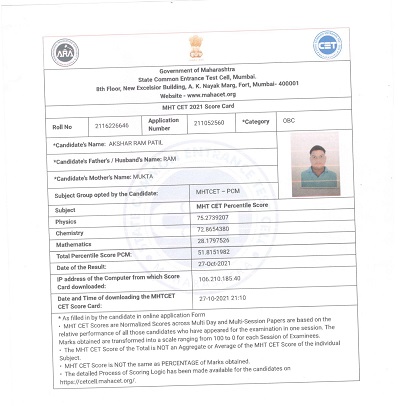 ARA
CET
Government of Maharashtra
State Common Entrance Test Cell, Mumbai.
8th Floor, New Excelsior Building, A. K. Nayak Marg, Fort, Mumbai- 400001
Website - www.mahacet.org
MHT CET 2021 Score Card
Roll No 2116226646 Application Number 211052560 *Category OBC
*Candidate's Name: AKSHAR RAM PATIL
*Candidate's Father's / Husband's Name: RAM
*Candidate's Mother's Name: MUKTA
Subject Group opted by the Candidate: MHTCET – PCM
Subject MHT CET Percentile Score
Physics 75.2739207
Chemistry 72.8654380
Mathematics 28.1797526
Total Percentile Score PCM: 51.8151982
Date of the Result: 27-Oct-2021
IP address of the Computer from which Score Card downloaded: 106.210.185.40
Date and Time of downloading the MHTCET CET Score Card: 27-10-2021 21:10
* As filled in by the candidate in online application Form
• MHT CET Scores are Normalized Scores across Multi Day and Multi-Session Papers are based on the
relative performance of all those candidates who have appeared for the examination in one session. The
Marks obtained are transformed into a scale ranging from 100 to 0 for each Session of Examinees.
• The MHT CET Score of the Total is NOT an Aggregate or Average of the MHT CET Score of the individual
Subject.
• MHT CET Score is NOT the same as PERCENTAGE of Marks obtained.
• The detailed Process of Scoring Logic has been made available for the candidates on
https://cetcell.mahacet.org/.